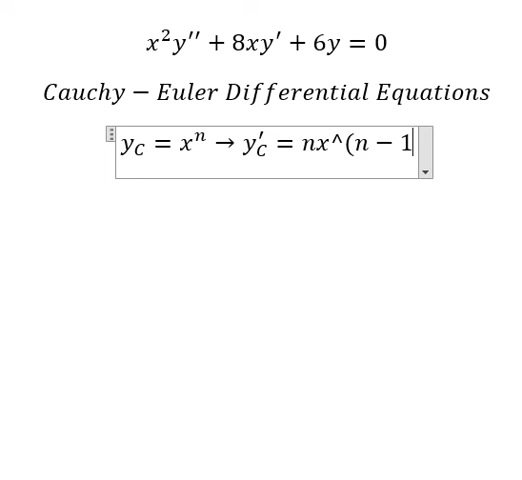 x²y′′ + 8xy′ + 6y = 0
Cauchy − Euler Differential Equations
y_C = xⁿ → y′_C = nx^(n − 1